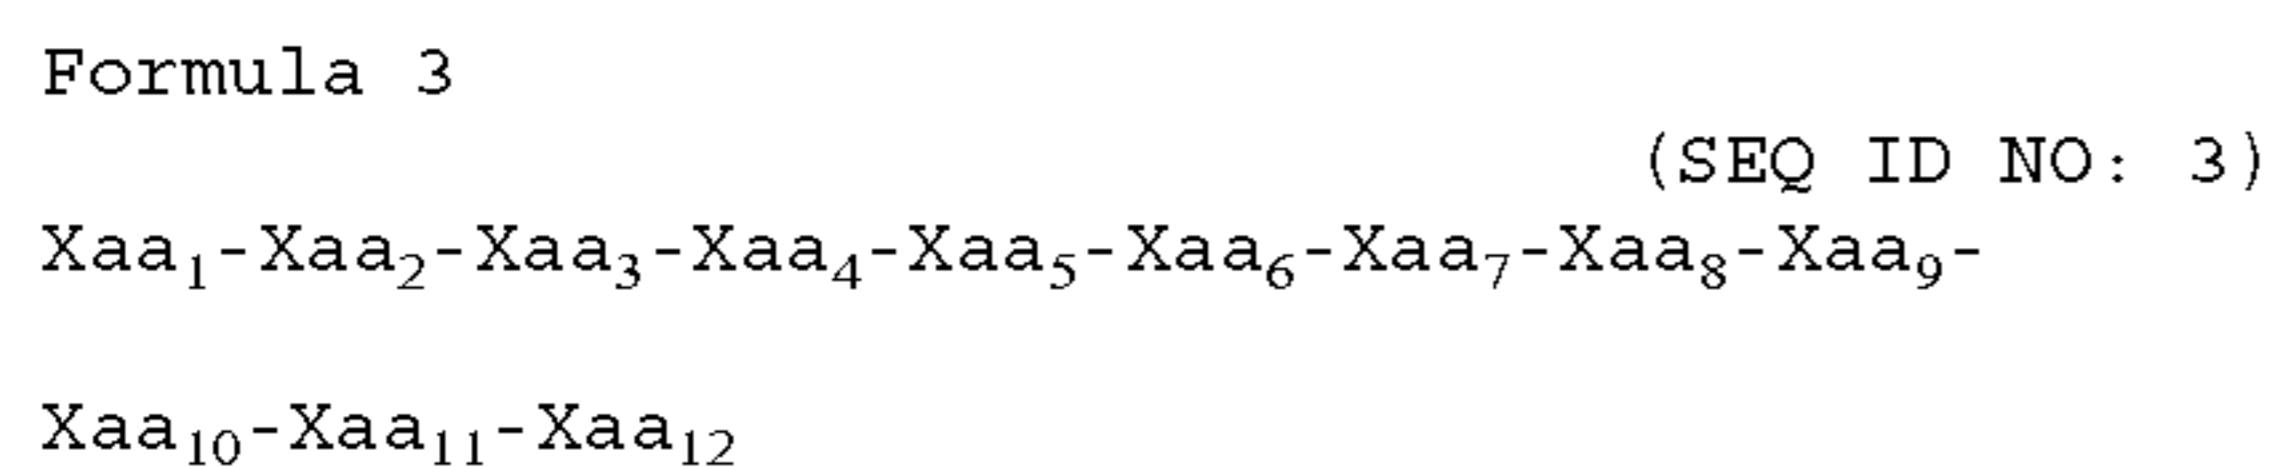 Formula 3
(SEQ ID NO: 3)
Xaa₁-Xaa₂-Xaa₃-Xaa₄-Xaa₅-Xaa₆-Xaa₇-Xaa₈-Xaa₉-
Xaa₁₀-Xaa₁₁-Xaa₁₂